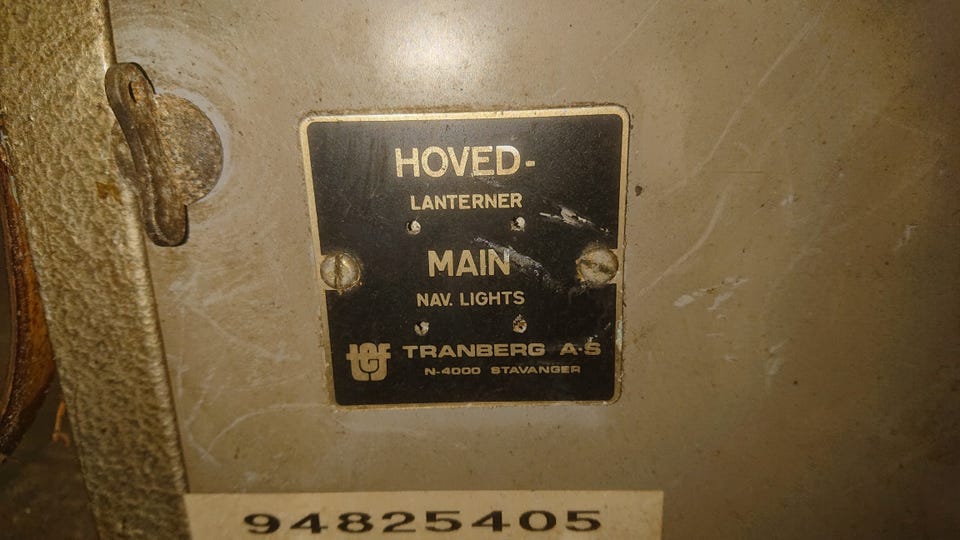 HOVED-
LANTERNER
MAIN
NAV. LIGHTS
TRANBERG A-S
N-4000 STAVANGER
94825405